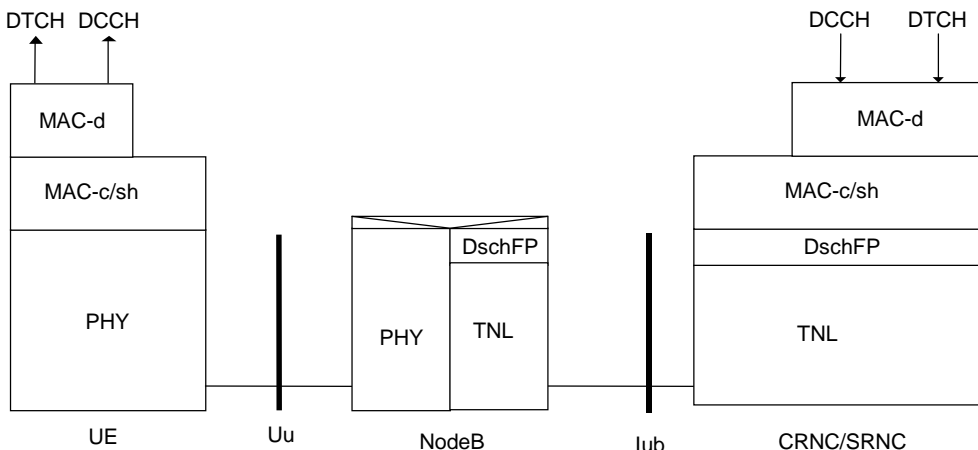 DTCH DCCH DCCH DTCH
MAC-d MAC-d
MAC-c/sh MAC-c/sh
DschFP DschFP
PHY PHY TNL TNL
UE Uu NodeB Iub CRNC/SRNC